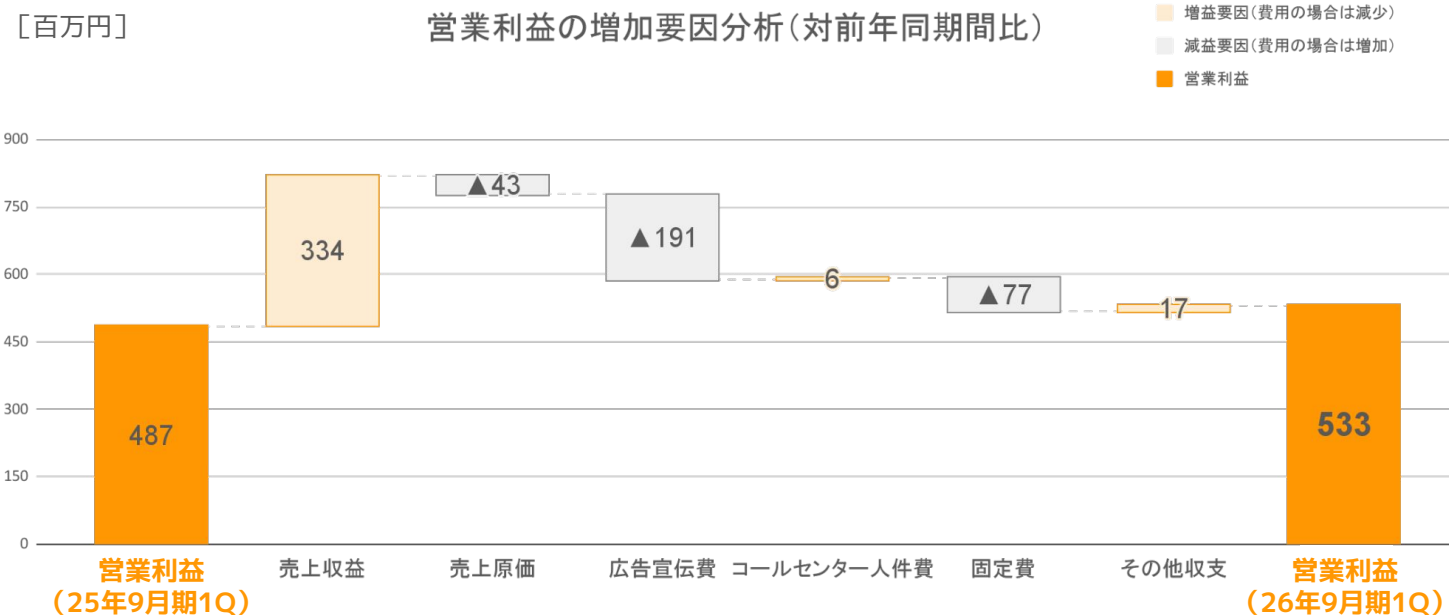 ［百万円］
営業利益の増加要因分析（対前年同期間比）
増益要因（費用の場合は減少）
減益要因（費用の場合は増加）
営業利益
900
750
600
450
300
150
0
487
334
▲43
▲191
6
▲77
17
533
営業利益
（25年9月期1Q）
売上収益
売上原価
広告宣伝費
コールセンター人件費
固定費
その他収支
営業利益
（26年9月期1Q）